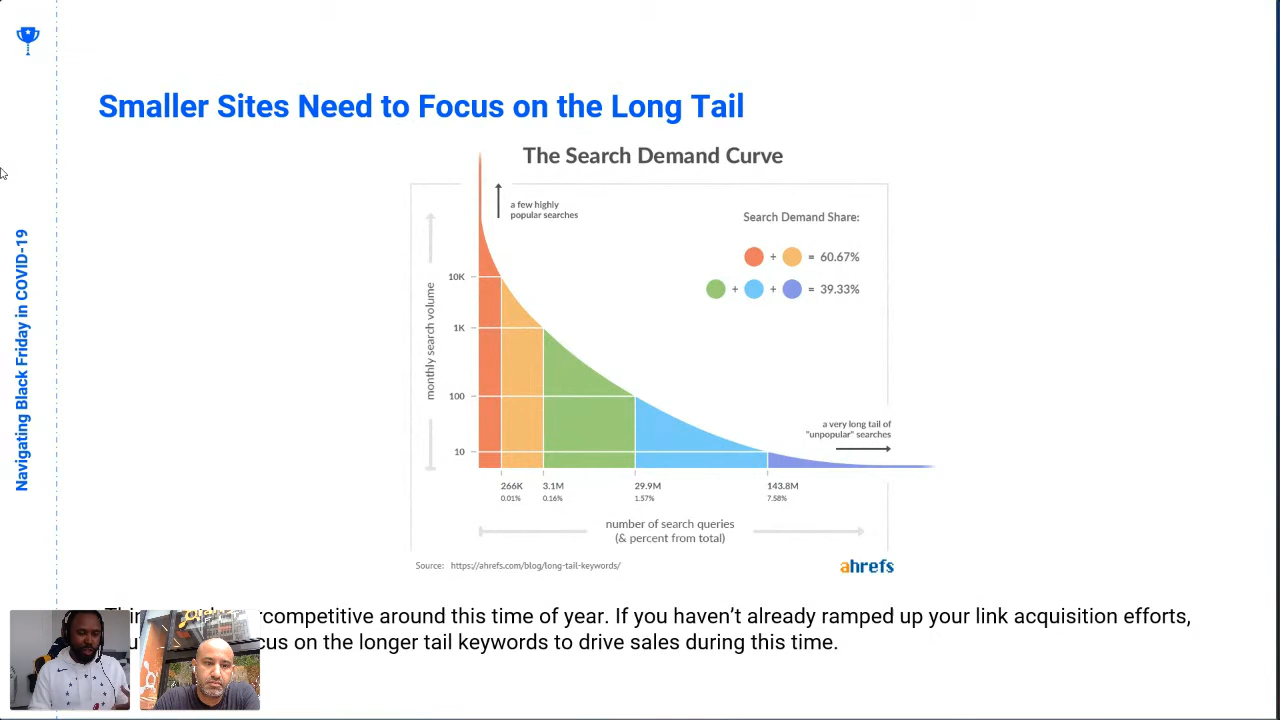 Smaller Sites Need to Focus on the Long Tail
The Search Demand Curve
a few highly
popular searches
Search Demand Share:
+ = 60.67%
+ + = 39.33%
monthly search volume
10K
1K
100
10
a very long tail of
"unpopular" searches
266K 3.1M 29.9M 143.8M
0.01% 0.16% 1.57% 7.58%
number of search queries
(& percent from total)
Source: https://ahrefs.com/blog/long-tail-keywords/
ahrefs
competitive around this time of year. If you haven’t already ramped up your link acquisition efforts,
on the longer tail keywords to drive sales during this time.
Navigating Black Friday in COVID-19